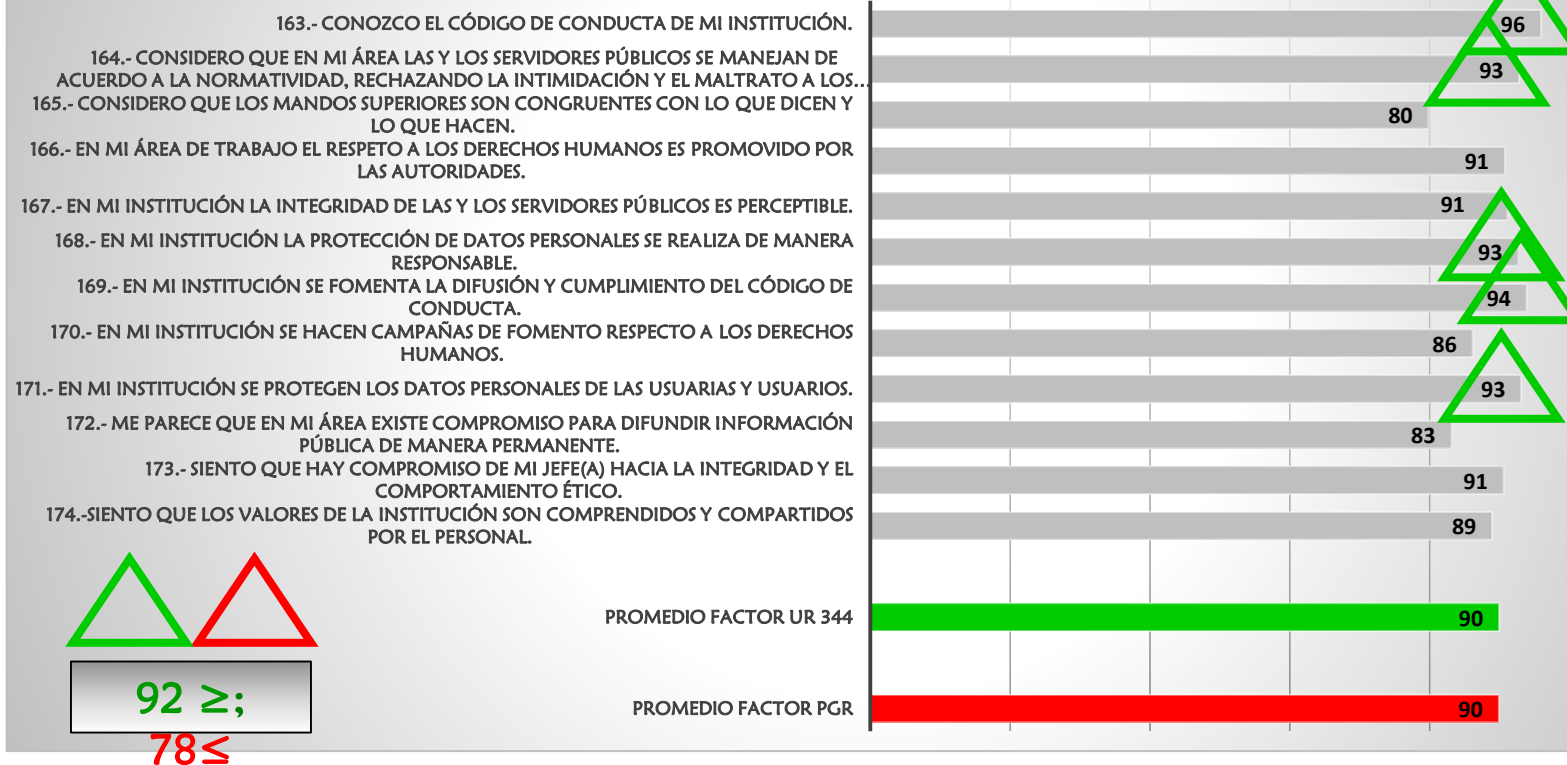 163.- CONOZCO EL CÓDIGO DE CONDUCTA DE MI INSTITUCIÓN.
96
164.- CONSIDERO QUE EN MI ÁREA LAS Y LOS SERVIDORES PÚBLICOS SE MANEJAN DE
ACUERDO A LA NORMATIVIDAD, RECHAZANDO LA INTIMIDACIÓN Y EL MALTRATO A LOS...
93
165.- CONSIDERO QUE LOS MANDOS SUPERIORES SON CONGRUENTES CON LO QUE DICEN Y
LO QUE HACEN.
80
166.- EN MI ÁREA DE TRABAJO EL RESPETO A LOS DERECHOS HUMANOS ES PROMOVIDO POR
LAS AUTORIDADES.
91
167.- EN MI INSTITUCIÓN LA INTEGRIDAD DE LAS Y LOS SERVIDORES PÚBLICOS ES PERCEPTIBLE.
91
168.- EN MI INSTITUCIÓN LA PROTECCIÓN DE DATOS PERSONALES SE REALIZA DE MANERA
RESPONSABLE.
93
169.- EN MI INSTITUCIÓN SE FOMENTA LA DIFUSIÓN Y CUMPLIMIENTO DEL CÓDIGO DE
CONDUCTA.
94
170.- EN MI INSTITUCIÓN SE HACEN CAMPAÑAS DE FOMENTO RESPECTO A LOS DERECHOS
HUMANOS.
86
171.- EN MI INSTITUCIÓN SE PROTEGEN LOS DATOS PERSONALES DE LAS USUARIAS Y USUARIOS.
93
172.- ME PARECE QUE EN MI ÁREA EXISTE COMPROMISO PARA DIFUNDIR INFORMACIÓN
PÚBLICA DE MANERA PERMANENTE.
83
173.- SIENTO QUE HAY COMPROMISO DE MI JEFE(A) HACIA LA INTEGRIDAD Y EL
COMPORTAMIENTO ÉTICO.
91
174.-SIENTO QUE LOS VALORES DE LA INSTITUCIÓN SON COMPRENDIDOS Y COMPARTIDOS
POR EL PERSONAL.
89
PROMEDIO FACTOR UR 344
90
PROMEDIO FACTOR PGR
90
92 ≥;
78≤